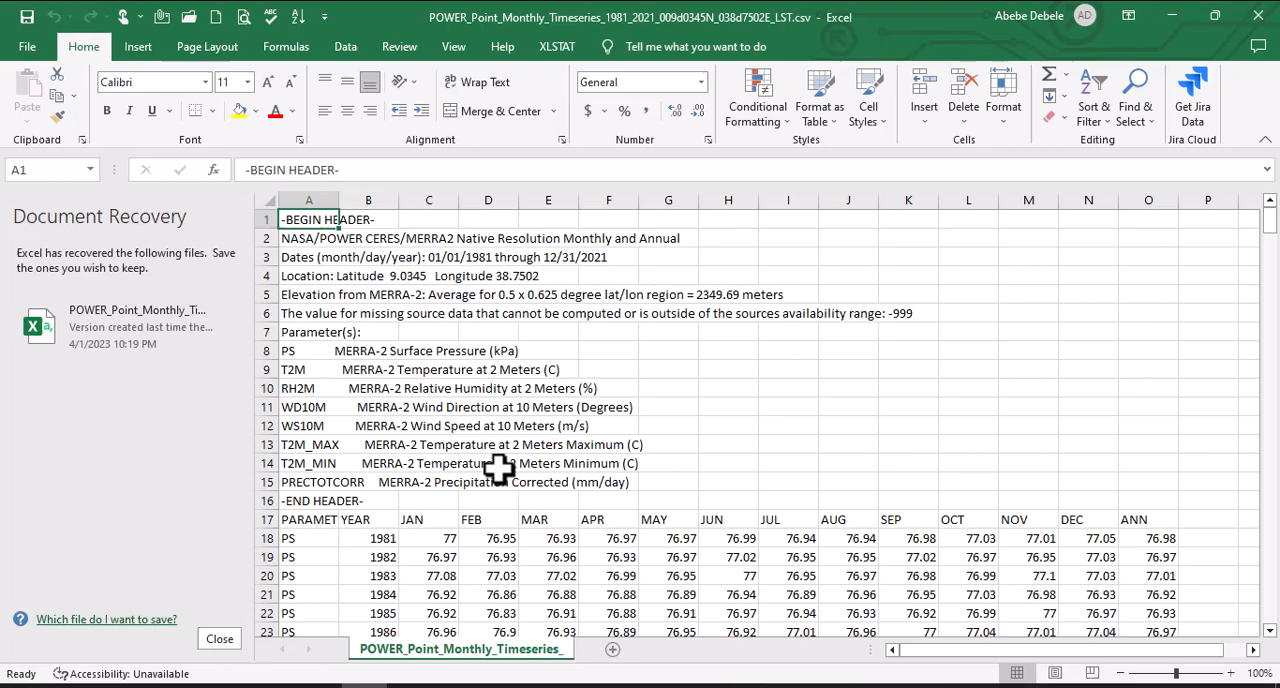 POWER_Point_Monthly_Timeseries_1981_2021_009d0345N_038d7502E_LST.csv - Excel
Abebe Debele
AD
File Home Insert Page Layout Formulas Data Review View Help XLSTAT Tell me what you want to do
Paste
Clipboard
Calibri 11
B I U
Font
Wrap Text
Merge & Center
Alignment
General
$ % ,
Number
Conditional Formatting
Format as Table
Cell Styles
Styles
Insert
Delete
Format
Cells
Sort & Filter
Find & Select
Editing
Get Jira Data
Jira Cloud
A1
fx
-BEGIN HEADER-
Document Recovery
Excel has recovered the following files. Save
the ones you wish to keep.
POWER_Point_Monthly_Ti...
Version created last time the...
4/1/2023 10:19 PM
Which file do I want to save?
Close
A B C D E F G H I J K L M N O P
1 -BEGIN HEADER-
2 NASA/POWER CERES/MERRA2 Native Resolution Monthly and Annual
3 Dates (month/day/year): 01/01/1981 through 12/31/2021
4 Location: Latitude 9.0345 Longitude 38.7502
5 Elevation from MERRA-2: Average for 0.5 x 0.625 degree lat/lon region = 2349.69 meters
6 The value for missing source data that cannot be computed or is outside of the sources availability range: -999
7 Parameter(s):
8 PS MERRA-2 Surface Pressure (kPa)
9 T2M MERRA-2 Temperature at 2 Meters (C)
10 RH2M MERRA-2 Relative Humidity at 2 Meters (%)
11 WD10M MERRA-2 Wind Direction at 10 Meters (Degrees)
12 WS10M MERRA-2 Wind Speed at 10 Meters (m/s)
13 T2M_MAX MERRA-2 Temperature at 2 Meters Maximum (C)
14 T2M_MIN MERRA-2 Temperature 2 Meters Minimum (C)
15 PRECTOTCORR MERRA-2 Precipitation Corrected (mm/day)
16 -END HEADER-
17 PARAMET YEAR JAN FEB MAR APR MAY JUN JUL AUG SEP OCT NOV DEC ANN
18 PS 1981 77 76.95 76.93 76.97 76.97 76.99 76.94 76.94 76.98 77.03 77.01 77.05 76.98
19 PS 1982 76.97 76.93 76.96 76.93 76.97 77.02 76.95 76.95 77.02 76.97 76.95 76.97 76.97
20 PS 1983 77.08 77.03 77.02 76.99 76.95 77 76.95 76.97 76.98 76.99 77.1 77.03 77.01
21 PS 1984 76.92 76.86 76.88 76.88 76.89 76.94 76.89 76.96 76.95 77.03 76.98 76.93 76.92
22 PS 1985 76.92 76.83 76.91 76.88 76.91 76.97 76.94 76.93 76.92 76.99 77 76.97 76.93
23 PS 1986 76.96 76.9 76.93 76.89 76.95 76.92 77.01 76.96 77 77.04 77.01 77.04 76.97
POWER_Point_Monthly_Timeseries_
Ready Accessibility: Unavailable
100%